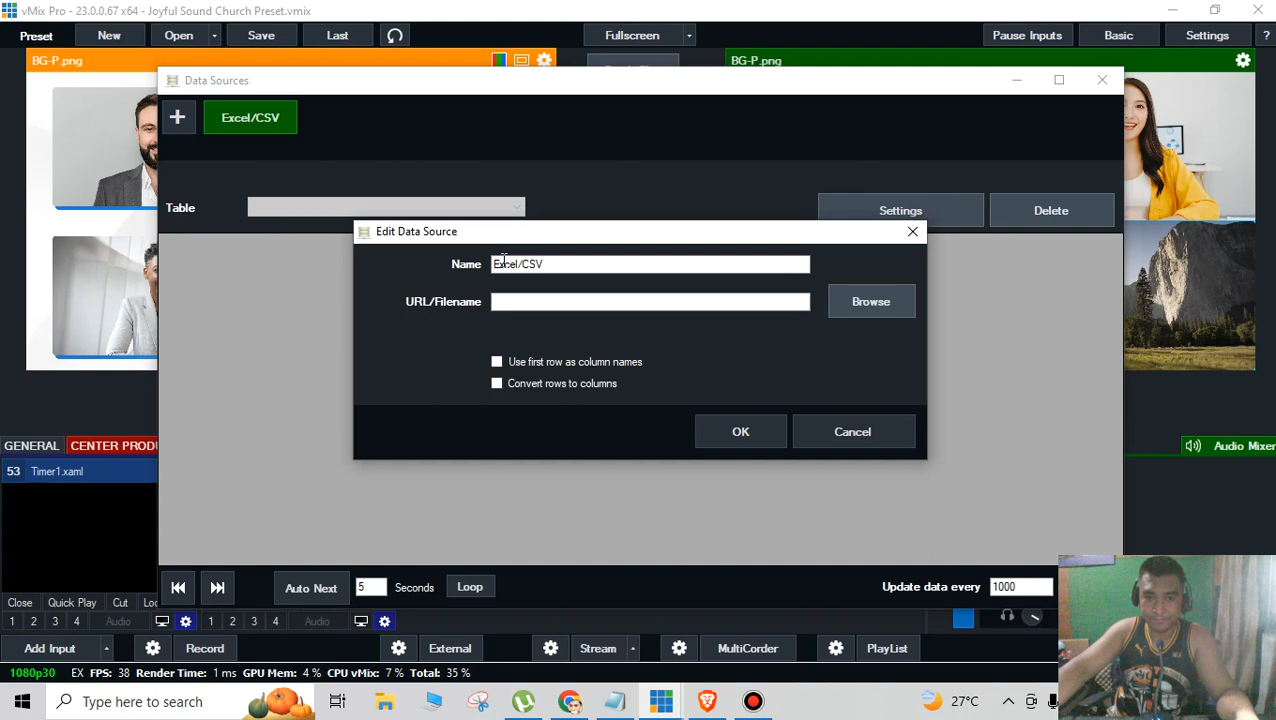 vMix Pro - 23.0.0.67 x64 - Joyful Sound Church Preset.vmix
Preset New Open Save Last Fullscreen Pause Inputs Basic Settings ?
BG-P.png BG-P.png
Data Sources
Excel/CSV
Table Settings Delete
Edit Data Source
Name Excel/CSV
URL/Filename Browse
Use first row as column names
Convert rows to columns
OK Cancel
GENERAL CENTER PROD Audio Mixer
53 Timer1.xaml
Auto Next 5 Seconds Loop Update data every 1000
Close Quick Play Cut
1 2 3 4 Audio 1 2 3 4 Audio
Add Input Record External Stream MultiCorder PlayList
1080p30 EX FPS: 38 Render Time: 1 ms GPU Mem: 4 % CPU vMix: 7 % Total: 35 %
Type here to search 27°C